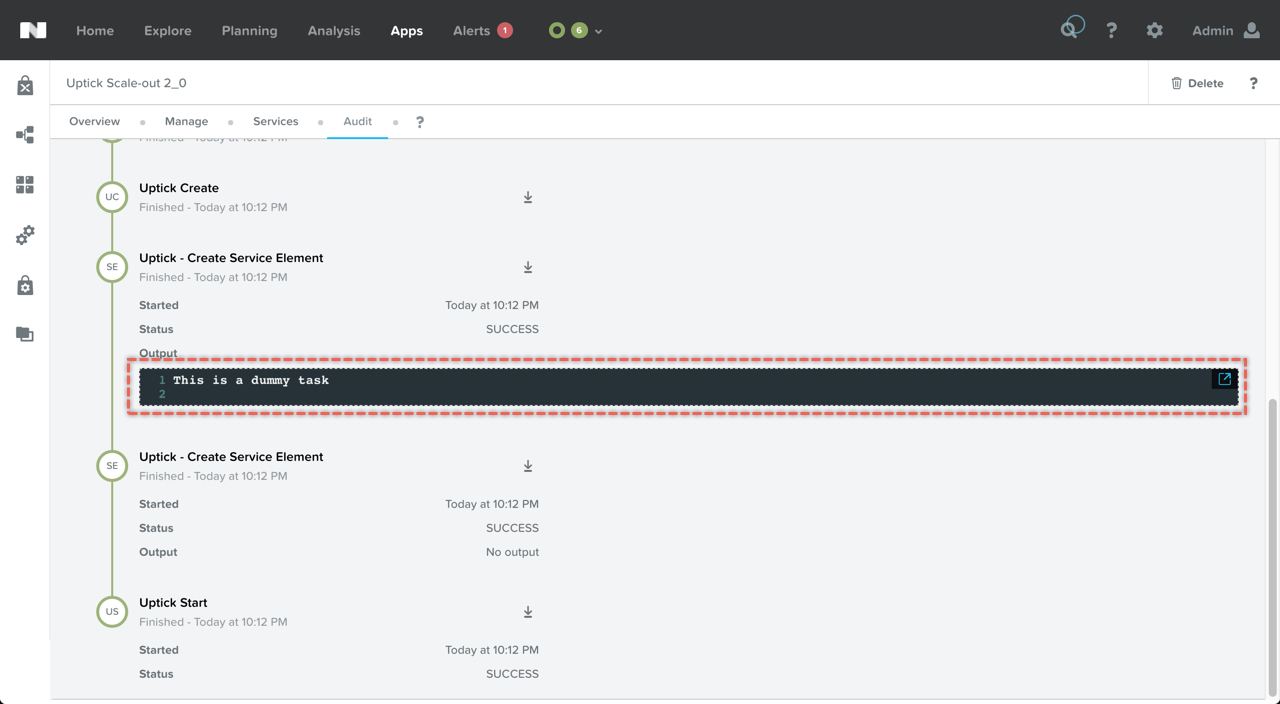 N Home Explore Planning Analysis Apps Alerts 1 6 ? Admin
Uptick Scale-out 2_0 Delete ?
Overview Manage Services Audit ?
Finished - Today at 10:12 PM
UC Uptick Create
Finished - Today at 10:12 PM
SE Uptick - Create Service Element
Finished - Today at 10:12 PM
Started Today at 10:12 PM
Status SUCCESS
Output
1 This is a dummy task
2
SE Uptick - Create Service Element
Finished - Today at 10:12 PM
Started Today at 10:12 PM
Status SUCCESS
Output No output
US Uptick Start
Finished - Today at 10:12 PM
Started Today at 10:12 PM
Status SUCCESS